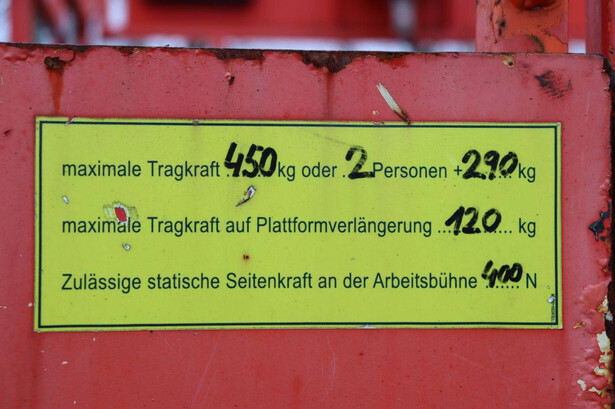 maximale Tragkraft 450 kg oder .2 Personen +290.... kg
maximale Tragkraft auf Plattformverlängerung ...120.... kg
Zulässige statische Seitenkraft an der Arbeitsbühne 400 N